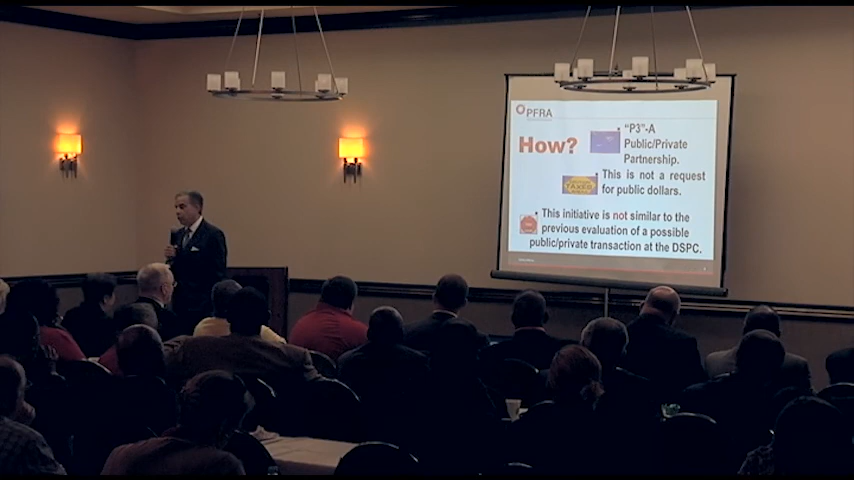 PFRA
How?
• "P3"-A
Public/Private
Partnership.
TAXES
• This is not a request
for public dollars.
• This initiative is not similar to the
previous evaluation of a possible
public/private transaction at the DSPC.